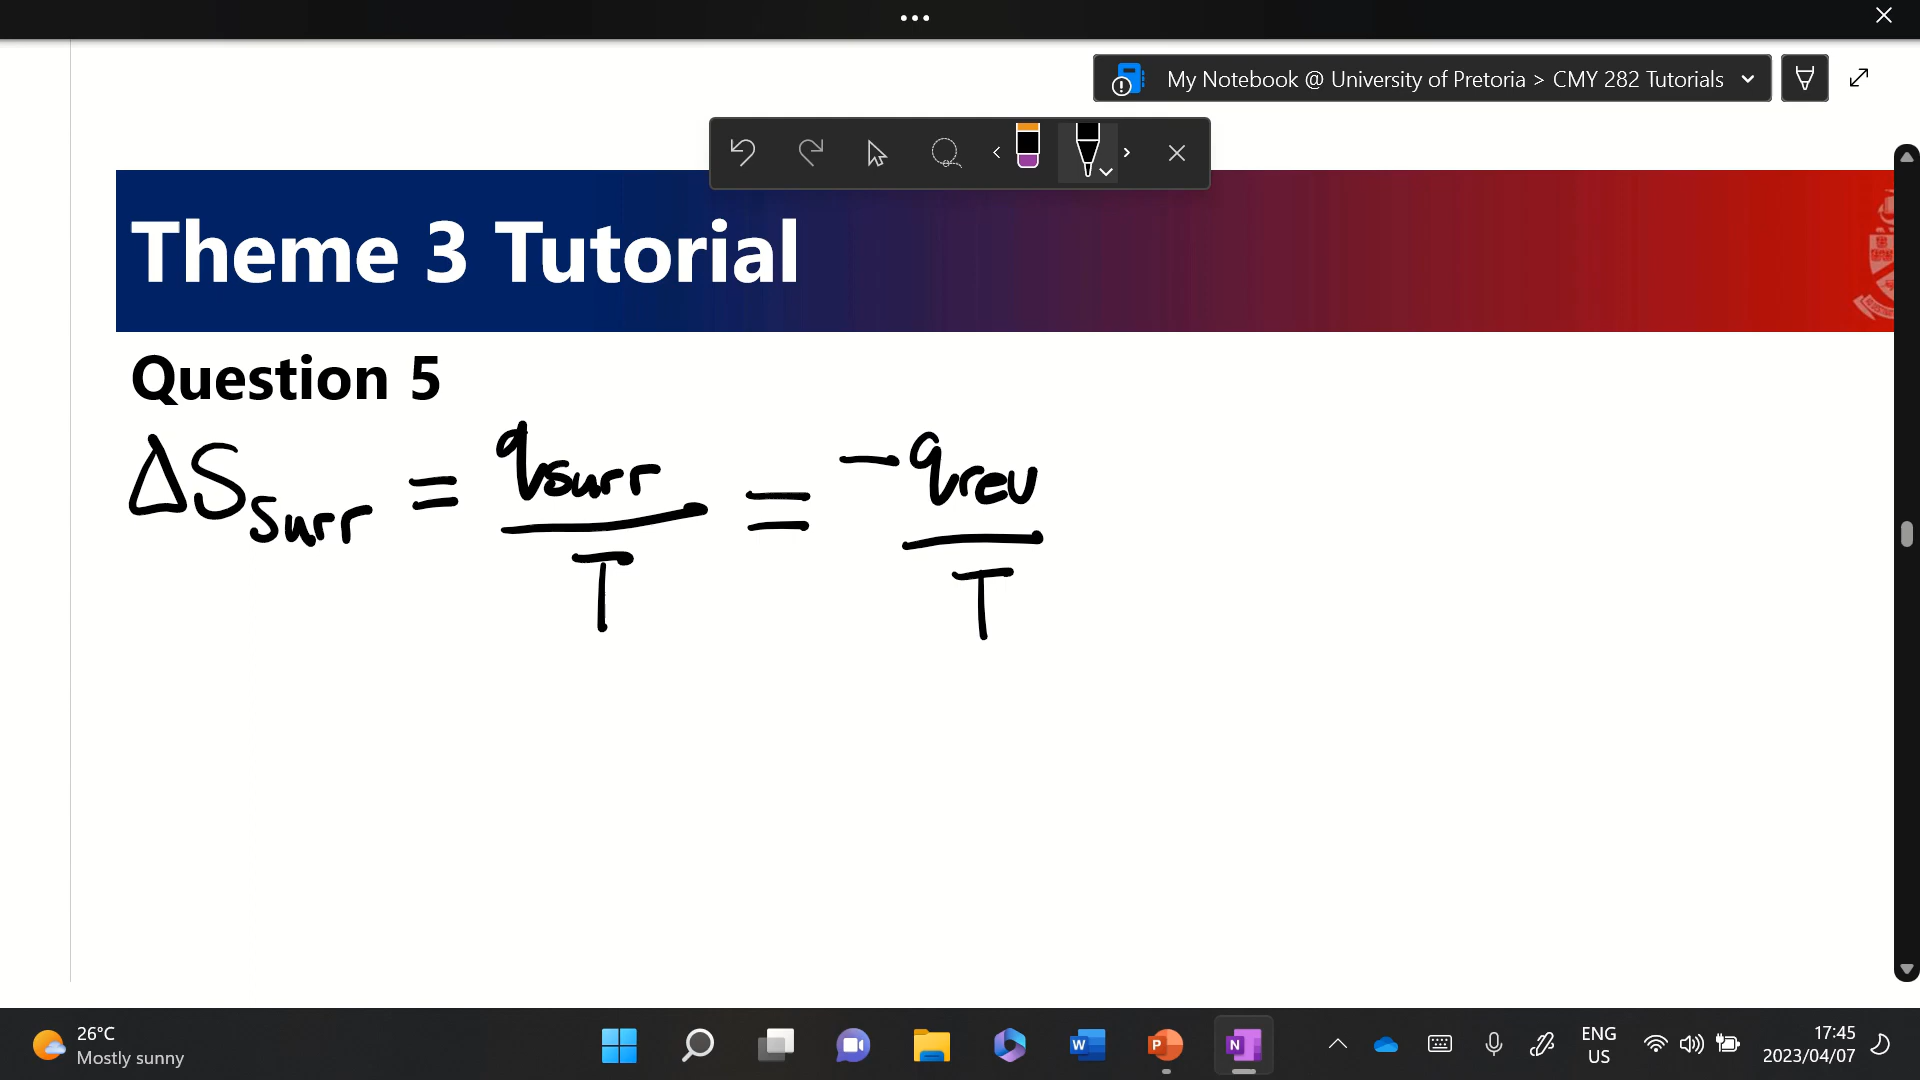 My Notebook @ University of Pretoria > CMY 282 Tutorials
Theme 3 Tutorial
Question 5
ΔS_surr = q_surr / T = -q_rev / T
26°C
Mostly sunny
ENG
US
17:45
2023/04/07